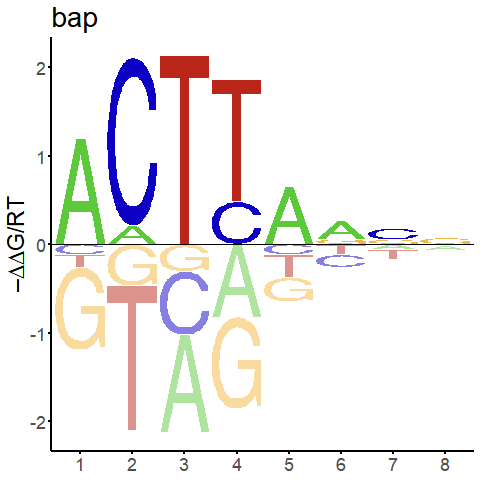 bap
−ΔΔG/RT
2
1
0
-1
-2
A C T T A A C G
A C G G
C G G A C T A G
T T C G T C T
G A G
1 2 3 4 5 6 7 8